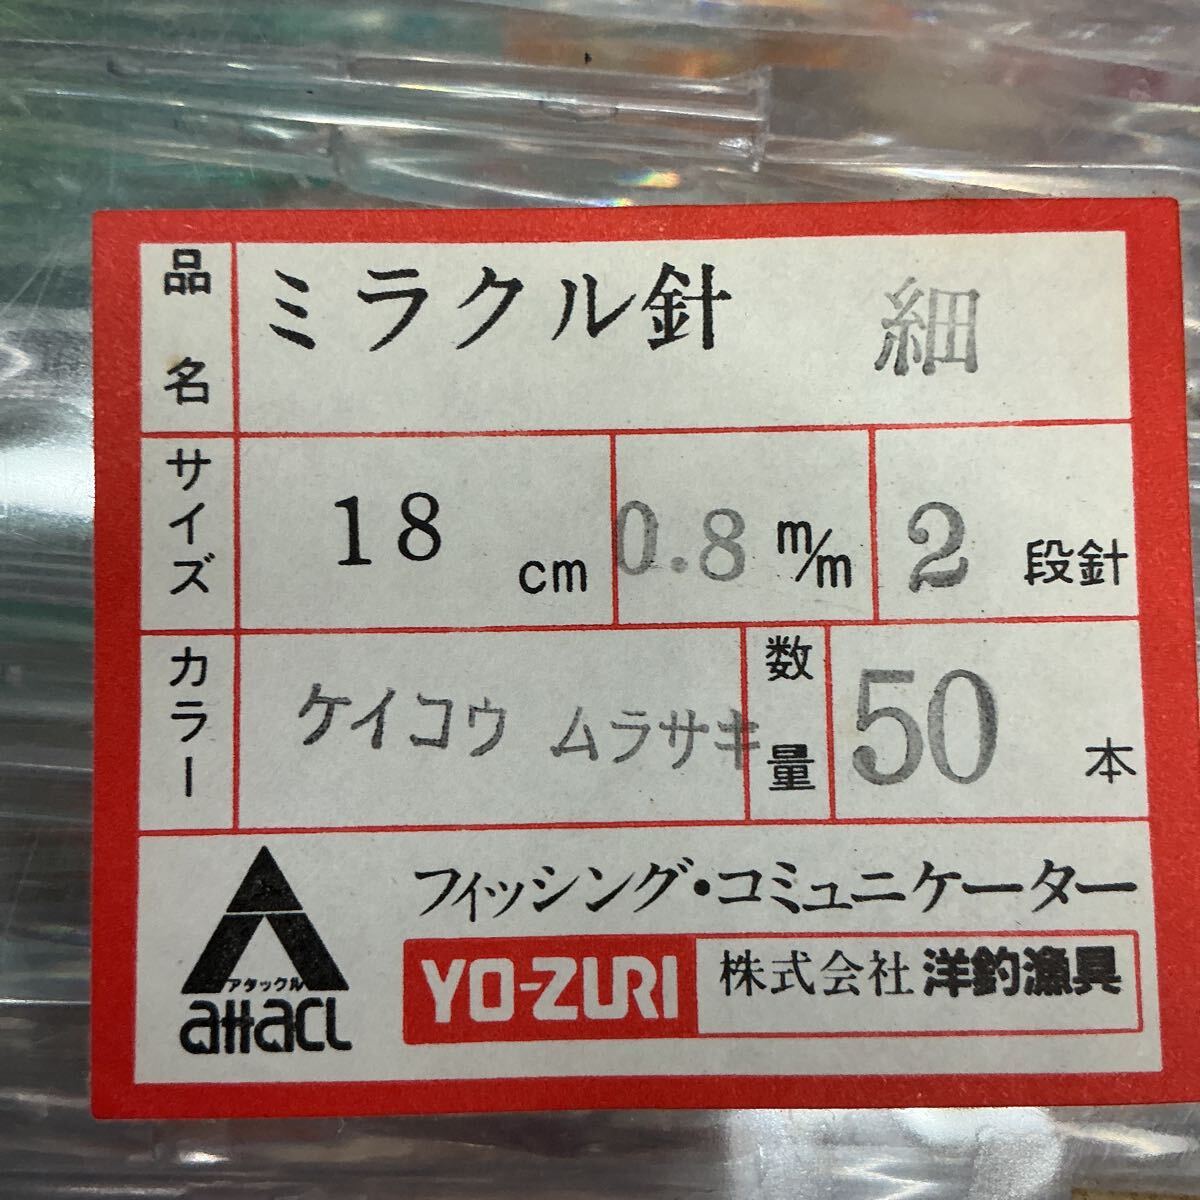 品名 ミラクル針 細
サイズ 18 cm 0.8 m/m 2 段針
カラー ケイコウ ムラサキ 数量 50 本
フィッシング・コミュニケーター
アタックル
attacl
YO-ZURI 株式会社 洋釣漁具